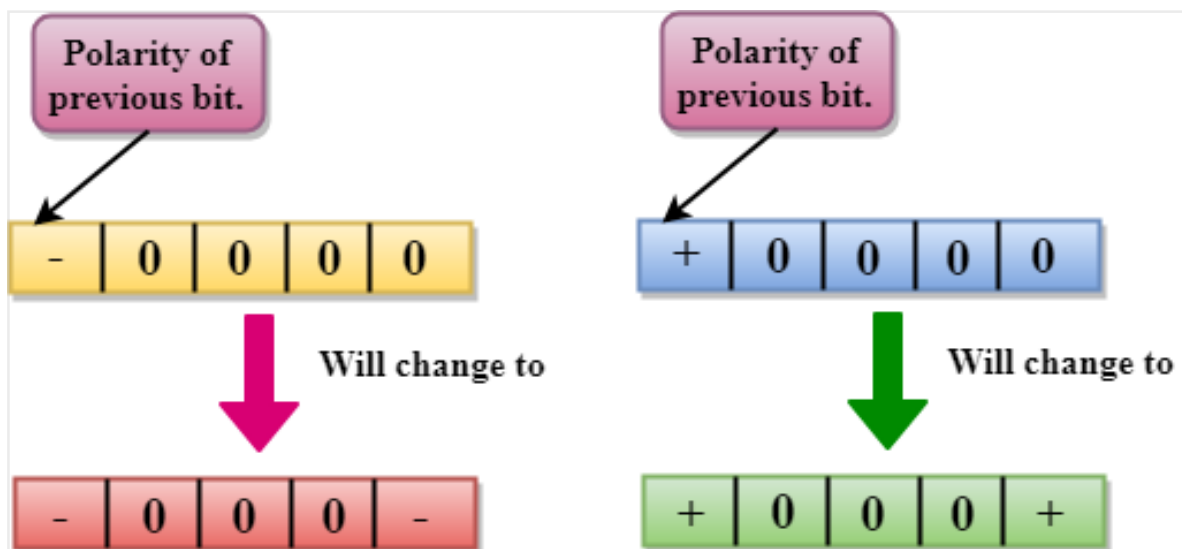 Polarity of
previous bit.
Polarity of
previous bit.
- 0 0 0 0
+ 0 0 0 0
Will change to
Will change to
- 0 0 0 -
+ 0 0 0 +